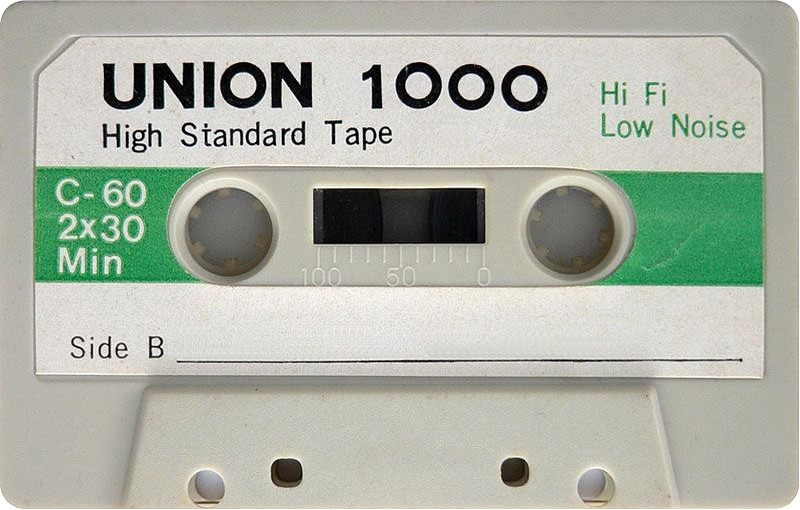 UNION 1000
High Standard Tape
Hi Fi
Low Noise
C-60
2x30
Min
100 50 0
Side B